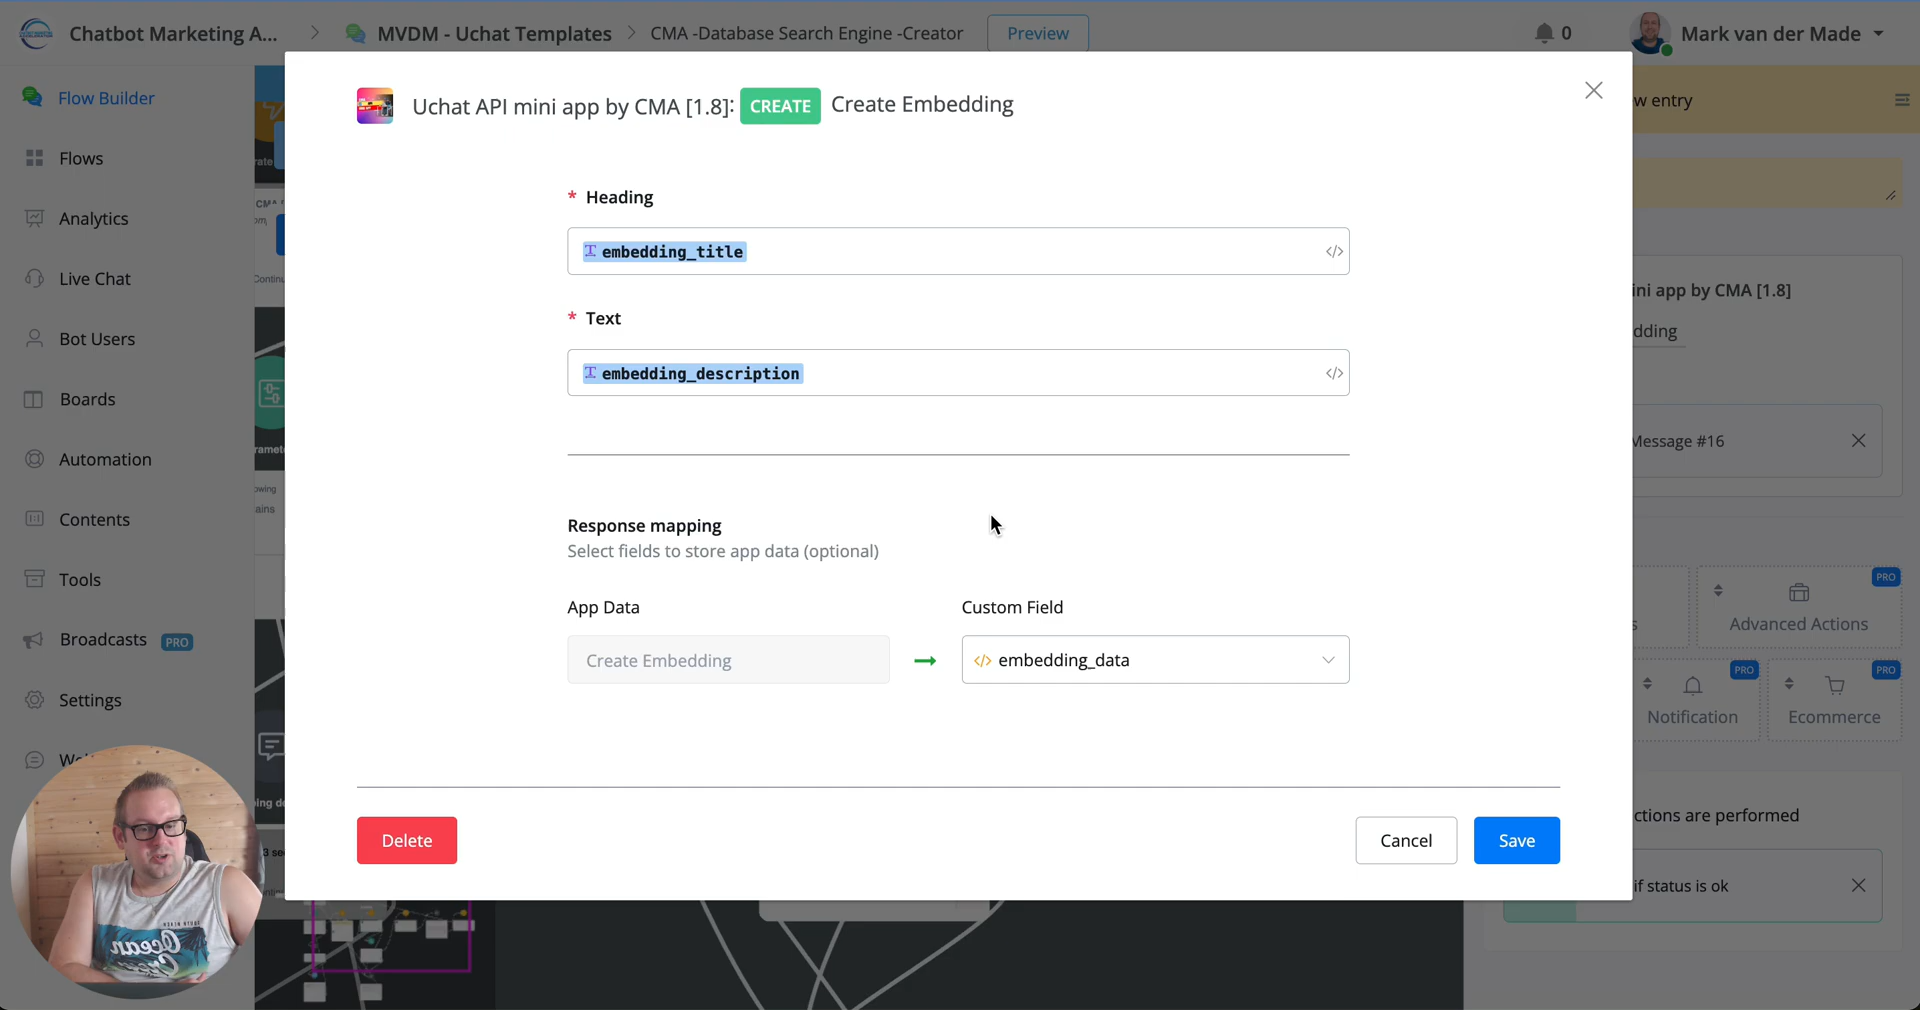 Chatbot Marketing A...
MVDM - Uchat Templates
CMA -Database Search Engine -Creator
Preview
0
Mark van der Made
Flow Builder
Flows
Analytics
Live Chat
Bot Users
Boards
Automation
Contents
Tools
Broadcasts PRO
Settings
Uchat API mini app by CMA [1.8]: CREATE Create Embedding
* Heading
embedding_title
* Text
embedding_description
Response mapping
Select fields to store app data (optional)
App Data
Custom Field
Create Embedding
embedding_data
Delete
Cancel
Save
w entry
ini app by CMA [1.8]
dding
Message #16
PRO
Advanced Actions
PRO
Notification
PRO
Ecommerce
ctions are performed
if status is ok